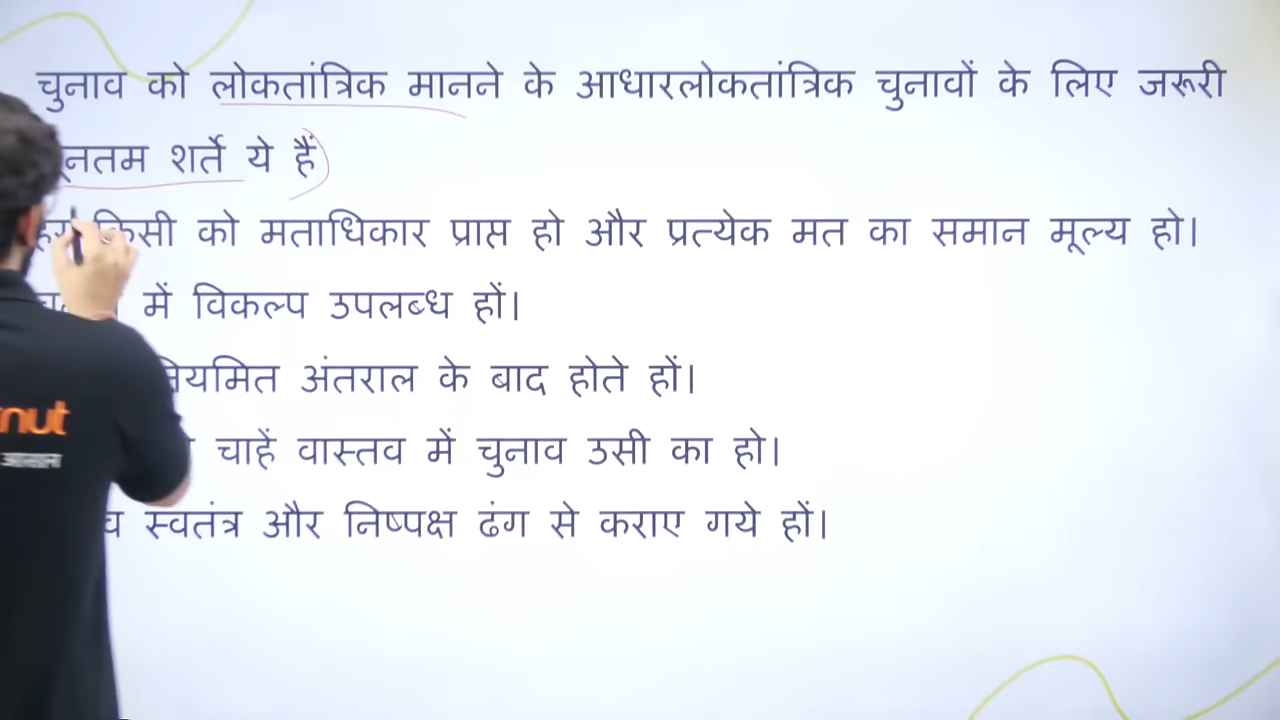 चुनाव को लोकतांत्रिक मानने के आधारलोकतांत्रिक चुनावों के लिए जरूरी
शर्ते ये हैं
किसी को मताधिकार प्राप्त हो और प्रत्येक मत का समान मूल्य हो।
में विकल्प उपलब्ध हों।
नियमित अंतराल के बाद होते हों।
चाहें वास्तव में चुनाव उसी का हो।
स्वतंत्र और निष्पक्ष ढंग से कराए गये हों।
nut